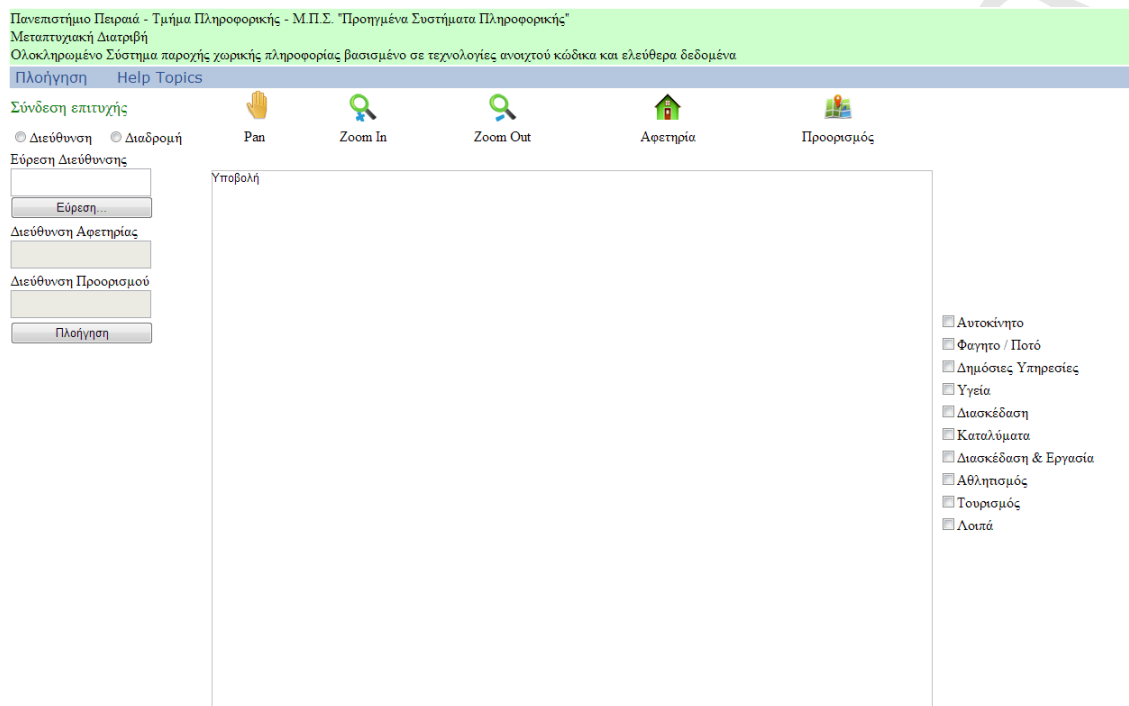 Πανεπιστήμιο Πειραιά - Τμήμα Πληροφορικής - Μ.Π.Σ. "Προηγμένα Συστήματα Πληροφορικής"
Μεταπτυχιακή Διατριβή
Ολοκληρωμένο Σύστημα παροχής χωρικής πληροφορίας βασισμένο σε τεχνολογίες ανοιχτού κώδικα και ελεύθερα δεδομένα
Πλοήγηση Help Topics
Σύνδεση επιτυχής
Διεύθυνση Διαδρομή Pan Zoom In Zoom Out Αφετηρία Προορισμός
Εύρεση Διεύθυνσης
Υποβολή
Εύρεση...
Διεύθυνση Αφετηρίας
Διεύθυνση Προορισμού
Πλοήγηση
Αυτοκίνητο
Φαγητο / Ποτό
Δημόσιες Υπηρεσίες
Υγεία
Διασκέδαση
Καταλύματα
Διασκέδαση & Εργασία
Αθλητισμός
Τουρισμός
Λοιπά